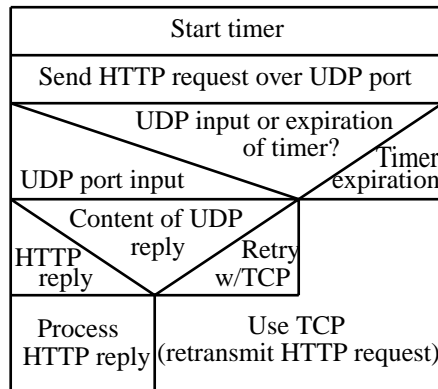 Start timer
Send HTTP request over UDP port
UDP input or expiration
of timer?
Timer
expiration
UDP port input
Content of UDP
reply
HTTP
reply
Retry
w/TCP
Process
HTTP reply
Use TCP
(retransmit HTTP request)